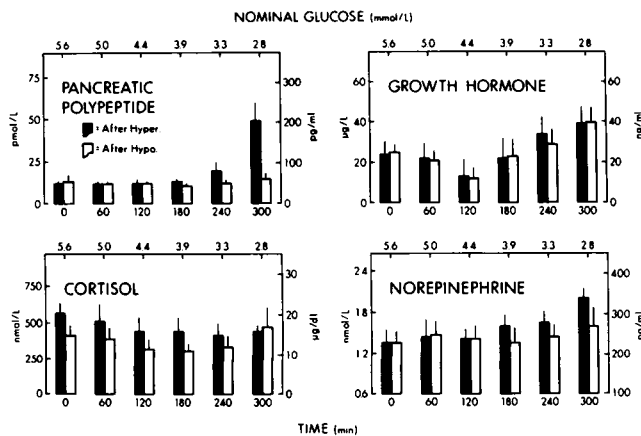 NOMINAL GLUCOSE (mmol/L)
5.6 5.0 4.4 3.9 3.3 2.8
PANCREATIC
POLYPEPTIDE
= After Hyper.
= After Hypo.
pmol/L
75
50
25
0
pg/ml
300
200
100
0
0 60 120 180 240 300
5.6 5.0 4.4 3.9 3.3 2.8
GROWTH HORMONE
µg/L
60
40
20
0
ng/ml
60
40
20
0
0 60 120 180 240 300
5.6 5.0 4.4 3.9 3.3 2.8
CORTISOL
nmol/L
750
500
250
0
µg/dl
30
20
10
0
0 60 120 180 240 300
5.6 5.0 4.4 3.9 3.3 2.8
NOREPINEPHRINE
nmol/L
2.4
1.8
1.2
0.6
pg/ml
400
300
200
100
0 60 120 180 240 300
TIME (min)